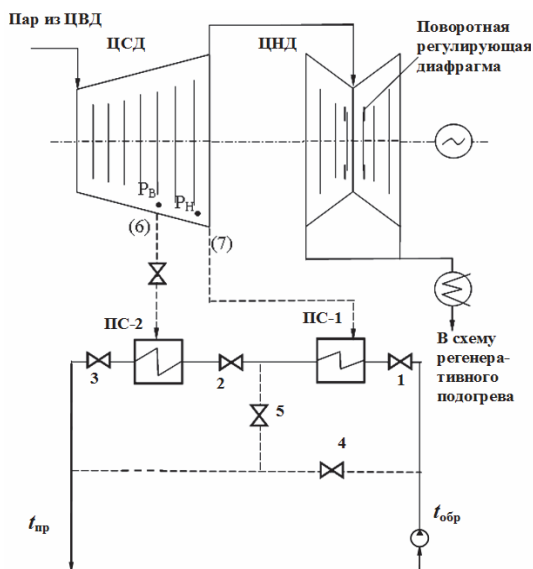 Пар из ЦВД
ЦСД
ЦНД
Поворотная
регулирующая
диафрагма
PВ
PН
(6)
(7)
ПС-2
ПС-1
В схему
регенера-
тивного
подогрева
3
2
1
5
4
tпр
tобр